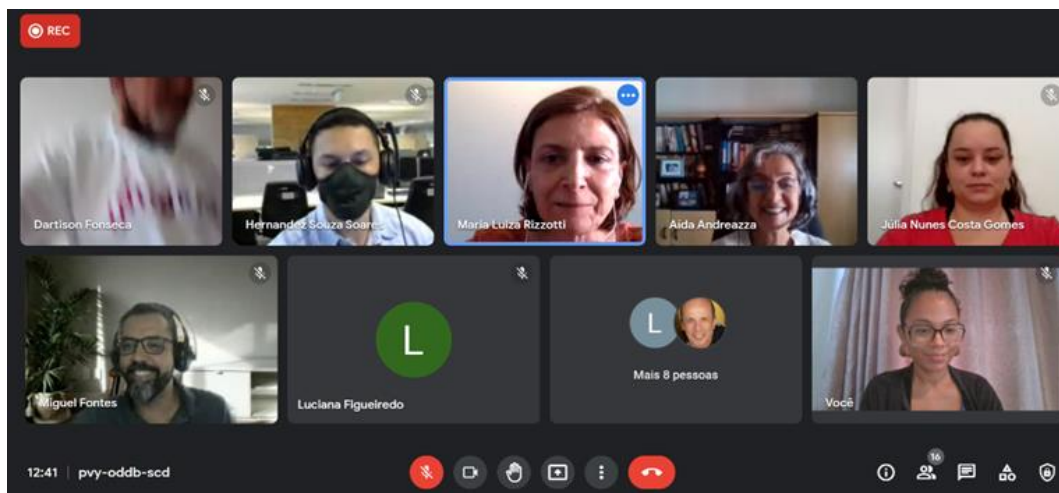 REC
Dartison Fonseca
Hernandez Souza Soares
Maria Luiza Rizzotti
Aida Andreazza
Júlia Nunes Costa Gomes
Miguel Fontes
L
Luciana Figueiredo
L
Mais 8 pessoas
Você
12:41 | pvy-oddb-scd
16